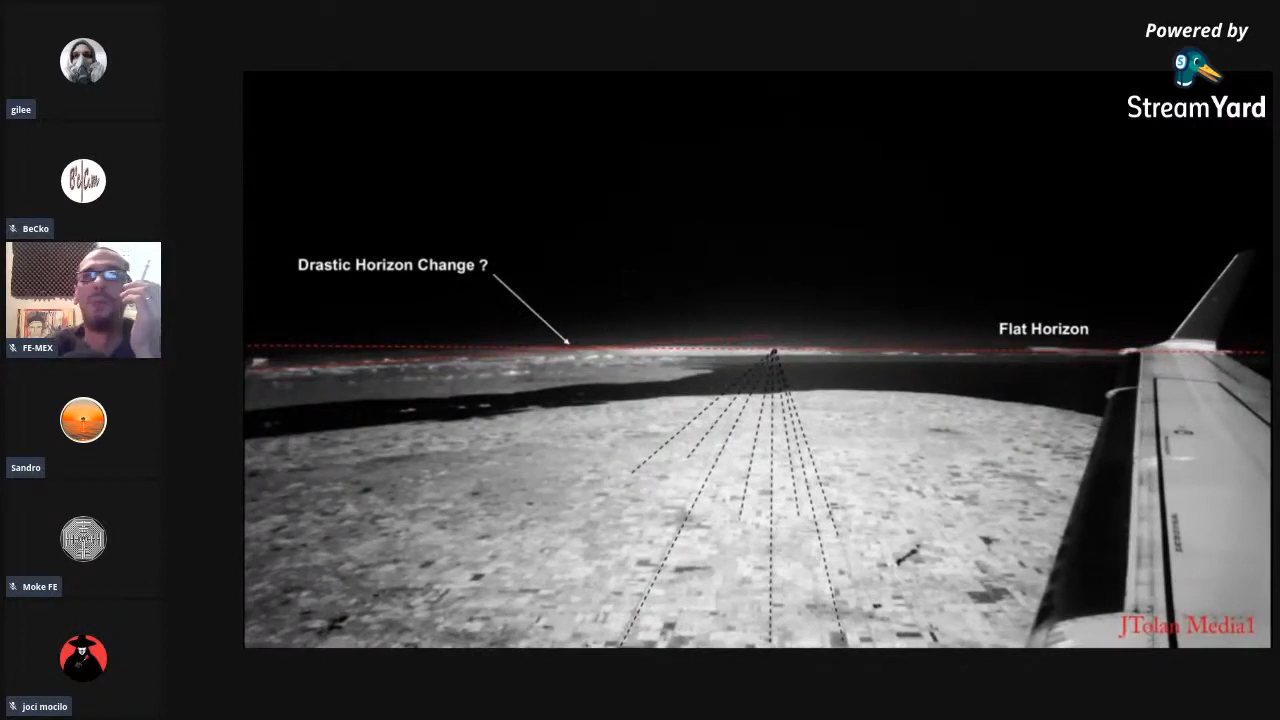 Powered by
StreamYard
gilee
BeCko
FE-MEX
Sandro
Moke FE
joci mocilo
Drastic Horizon Change ?
Flat Horizon
JTolan Media1